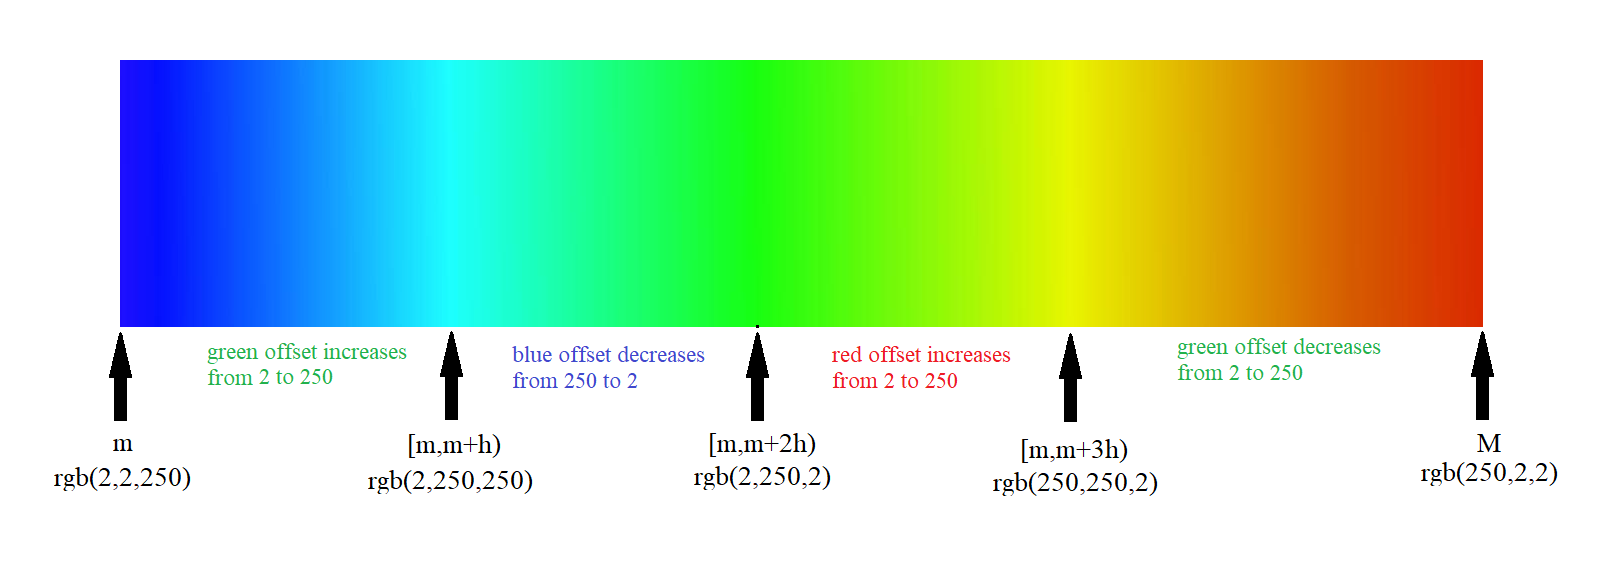 green offset increases
from 2 to 250
blue offset decreases
from 250 to 2
red offset increases
from 2 to 250
green offset decreases
from 2 to 250
m
rgb(2,2,250)
[m,m+h)
rgb(2,250,250)
[m,m+2h)
rgb(2,250,2)
[m,m+3h)
rgb(250,250,2)
M
rgb(250,2,2)